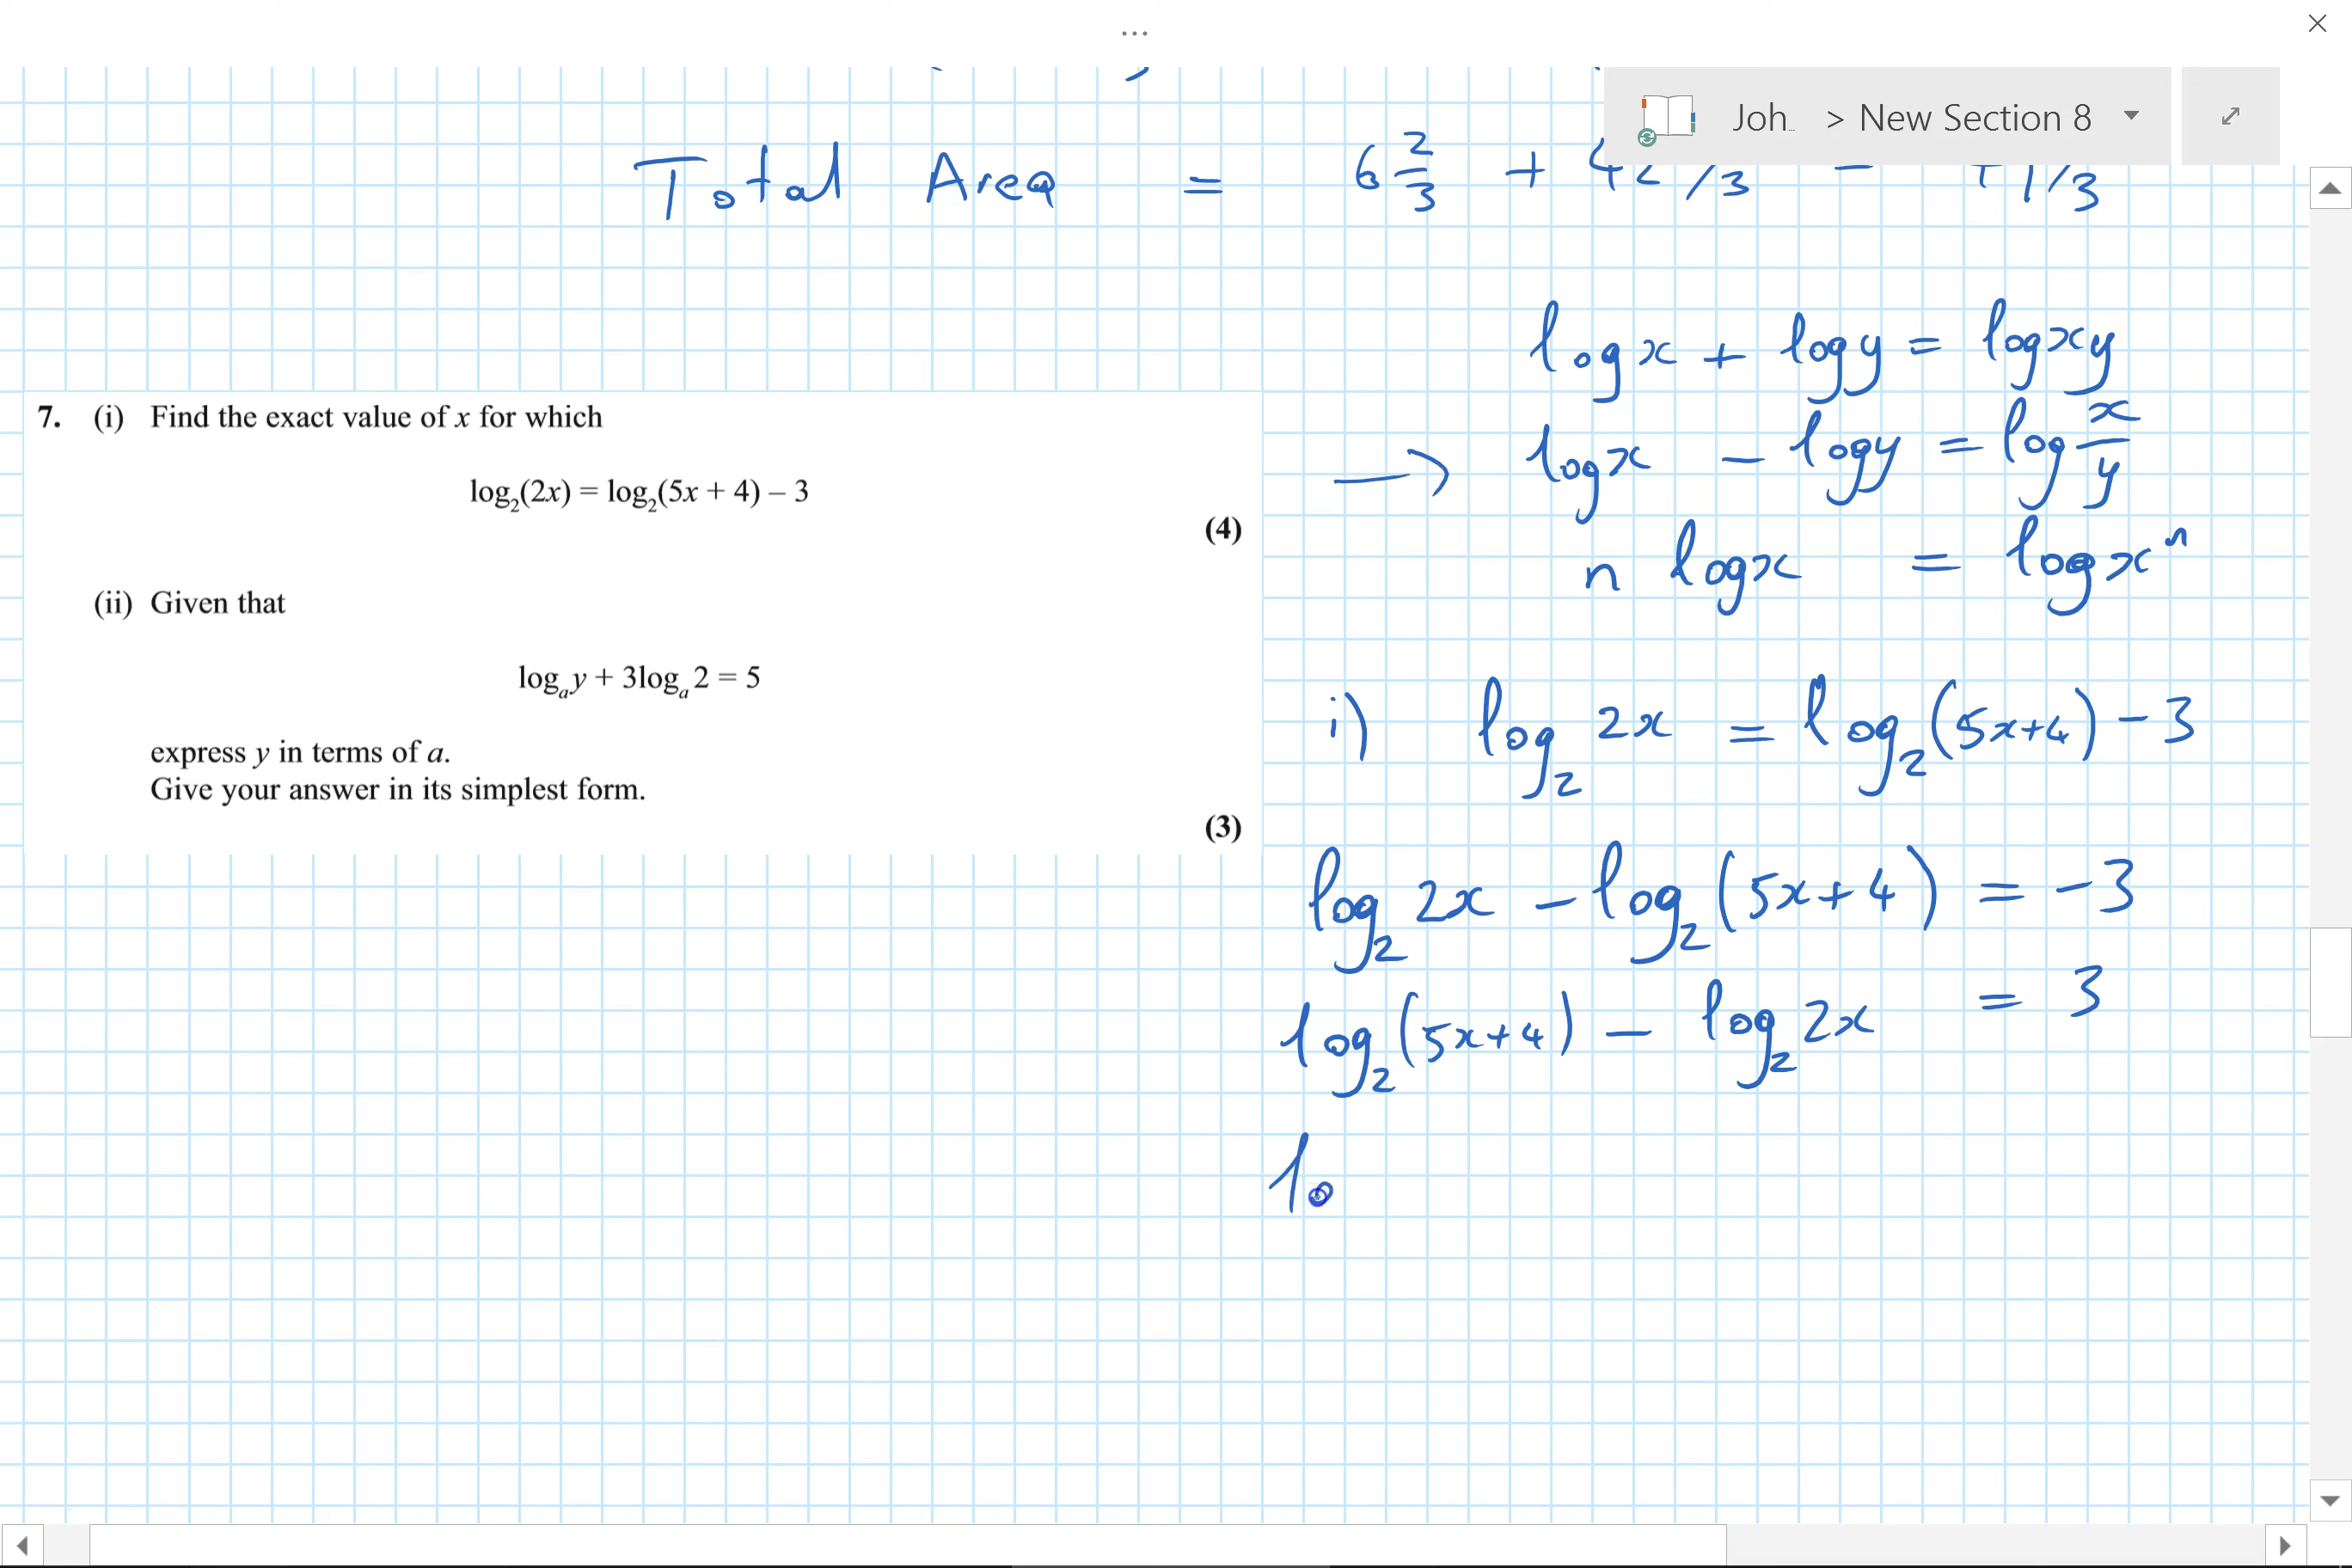 Joh... > New Section 8
Total Area = 6 2/3 + 42/3 = 1/3
log x + log y = log xy
→ log x - log y = log x/y
n log x = log xⁿ
7. (i) Find the exact value of x for which
log₂(2x) = log₂(5x + 4) – 3
(4)
(ii) Given that
logₐy + 3logₐ2 = 5
express y in terms of a.
Give your answer in its simplest form.
(3)
i) log₂ 2x = log₂ (5x+4) - 3
log₂ 2x - log₂ (5x+4) = -3
log₂ (5x+4) - log₂ 2x = 3
lo